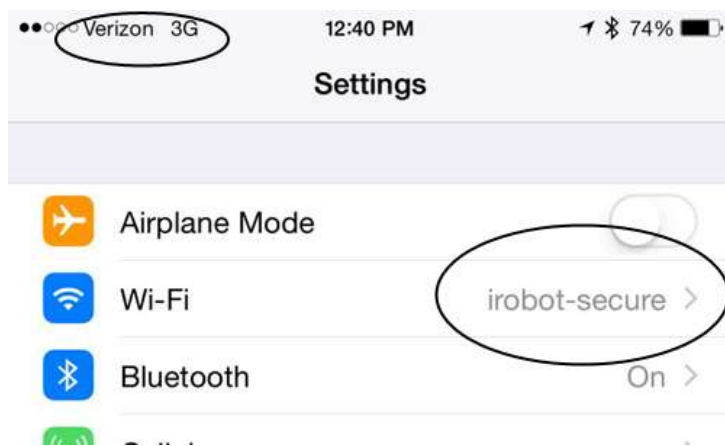 Verizon 3G 12:40 PM 74%
Settings
Airplane Mode
Wi-Fi irobot-secure
Bluetooth On